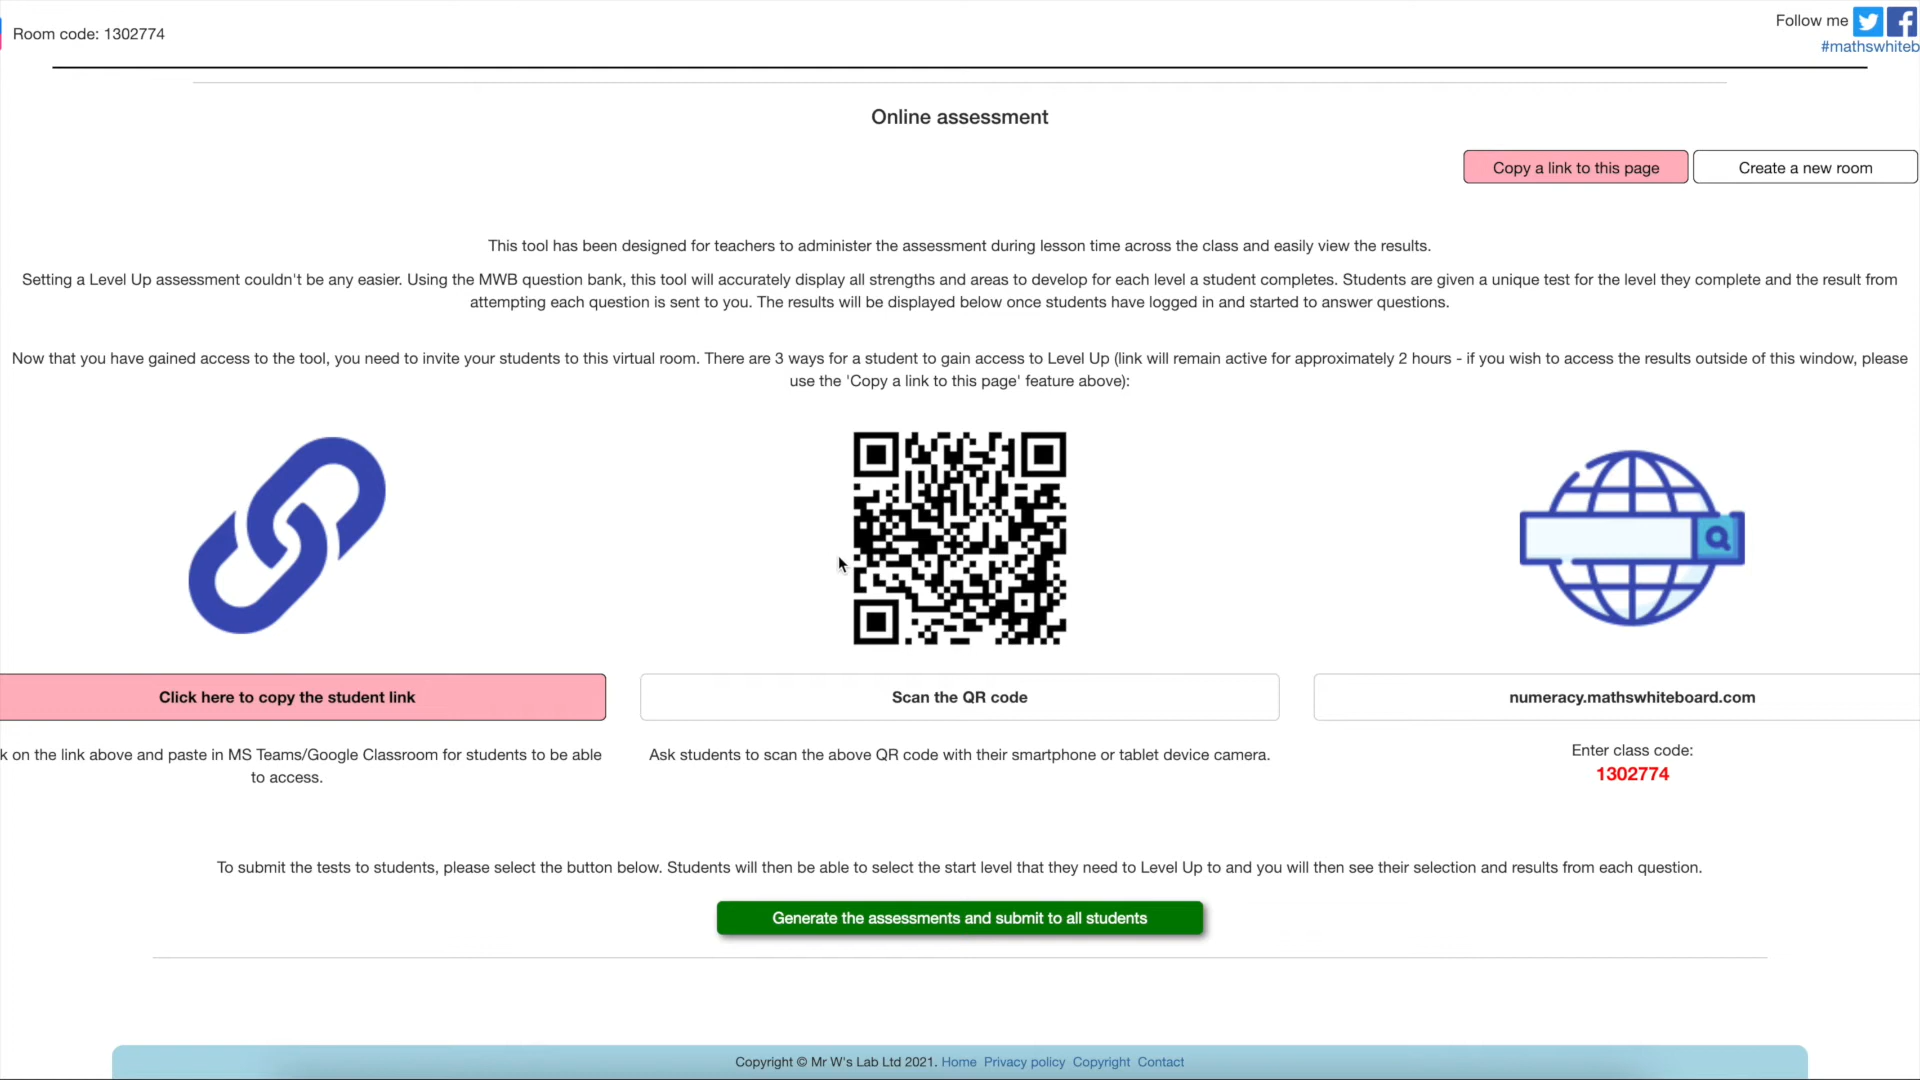 Room code: 1302774
Follow me
#mathswhiteb
Online assessment
Copy a link to this page
Create a new room
This tool has been designed for teachers to administer the assessment during lesson time across the class and easily view the results.
Setting a Level Up assessment couldn't be any easier. Using the MWB question bank, this tool will accurately display all strengths and areas to develop for each level a student completes. Students are given a unique test for the level they complete and the result from
attempting each question is sent to you. The results will be displayed below once students have logged in and started to answer questions.
Now that you have gained access to the tool, you need to invite your students to this virtual room. There are 3 ways for a student to gain access to Level Up (link will remain active for approximately 2 hours - if you wish to access the results outside of this window, please
use the 'Copy a link to this page' feature above):
Click here to copy the student link
Scan the QR code
numeracy.mathswhiteboard.com
k on the link above and paste in MS Teams/Google Classroom for students to be able
to access.
Ask students to scan the above QR code with their smartphone or tablet device camera.
Enter class code:
1302774
To submit the tests to students, please select the button below. Students will then be able to select the start level that they need to Level Up to and you will then see their selection and results from each question.
Generate the assessments and submit to all students
Copyright © Mr W's Lab Ltd 2021. Home Privacy policy Copyright Contact